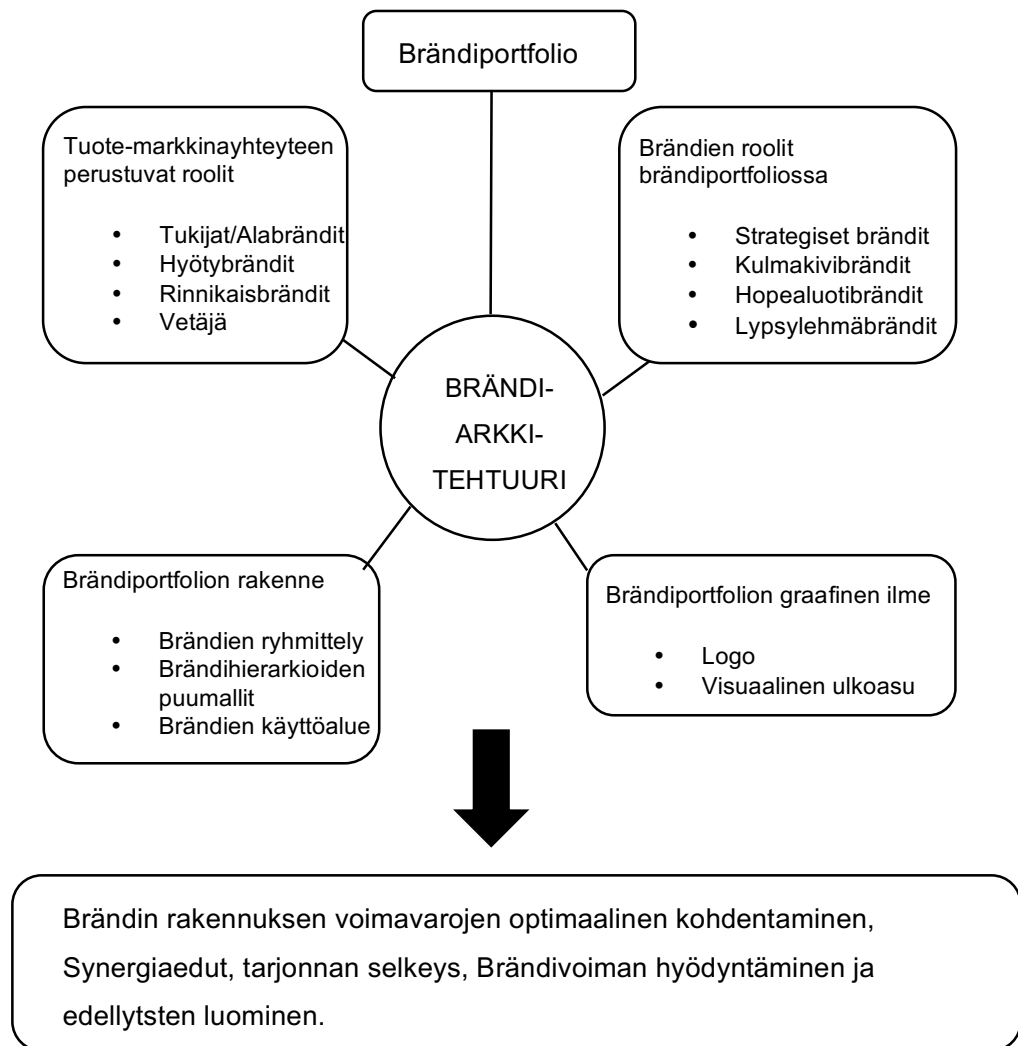 Brändiportfolio
Tuote-markkinayhteyteen
perustuvat roolit
• Tukijat/Alabrändit
• Hyötybrändit
• Rinnikaisbrändit
• Vetäjä
Brändien roolit
brändiportfoliossa
• Strategiset brändit
• Kulmakivibrändit
• Hopealuotibrändit
• Lypsylehmäbrändit
BRÄNDI-
ARKKI-
TEHTUURI
Brändiportfolion rakenne
• Brändien ryhmittely
• Brändihierarkioiden
puumallit
• Brändien käyttöalue
Brändiportfolion graafinen ilme
• Logo
• Visuaalinen ulkoasu
Brändin rakennuksen voimavarojen optimaalinen kohdentaminen,
Synergiaedut, tarjonnan selkeys, Brändivoiman hyödyntäminen ja
edellytsten luominen.